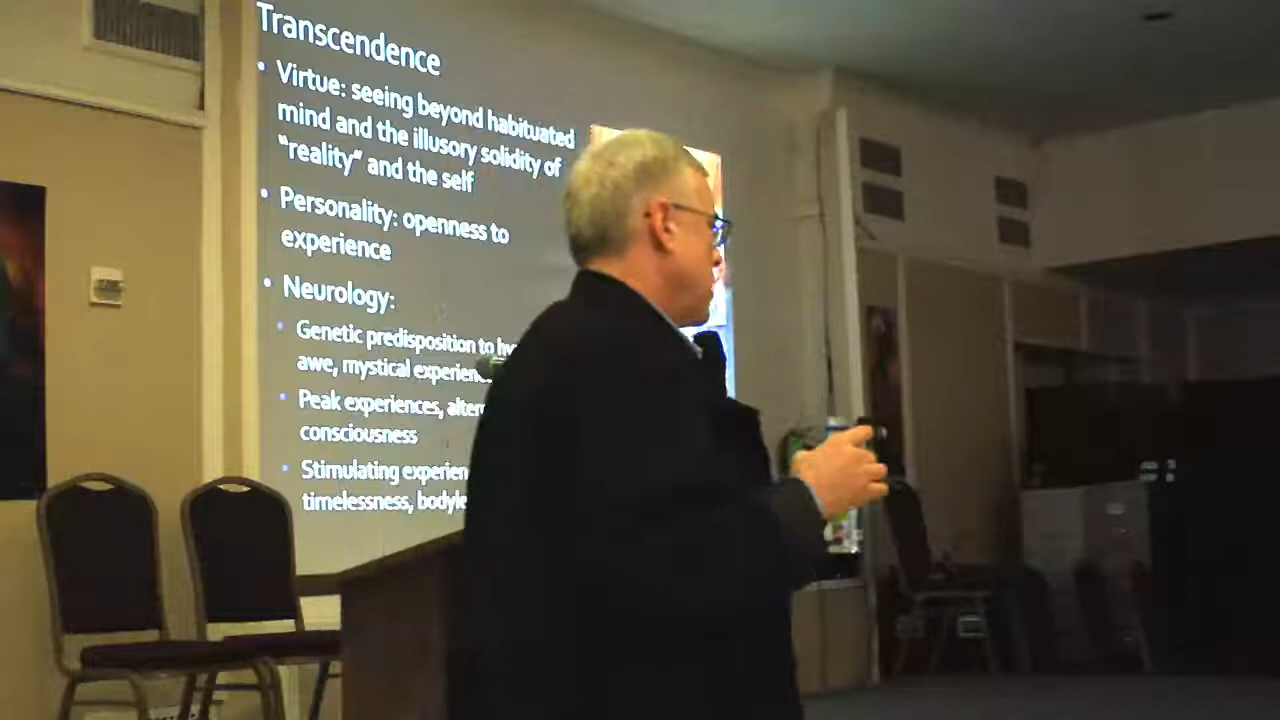 Transcendence
• Virtue: seeing beyond habituated
mind and the illusory solidity of
"reality" and the self
• Personality: openness to
experience
• Neurology:
• Genetic predisposition to
awe, mystical
• Peak experiences,
consciousness
• Stimulating
timelessness,